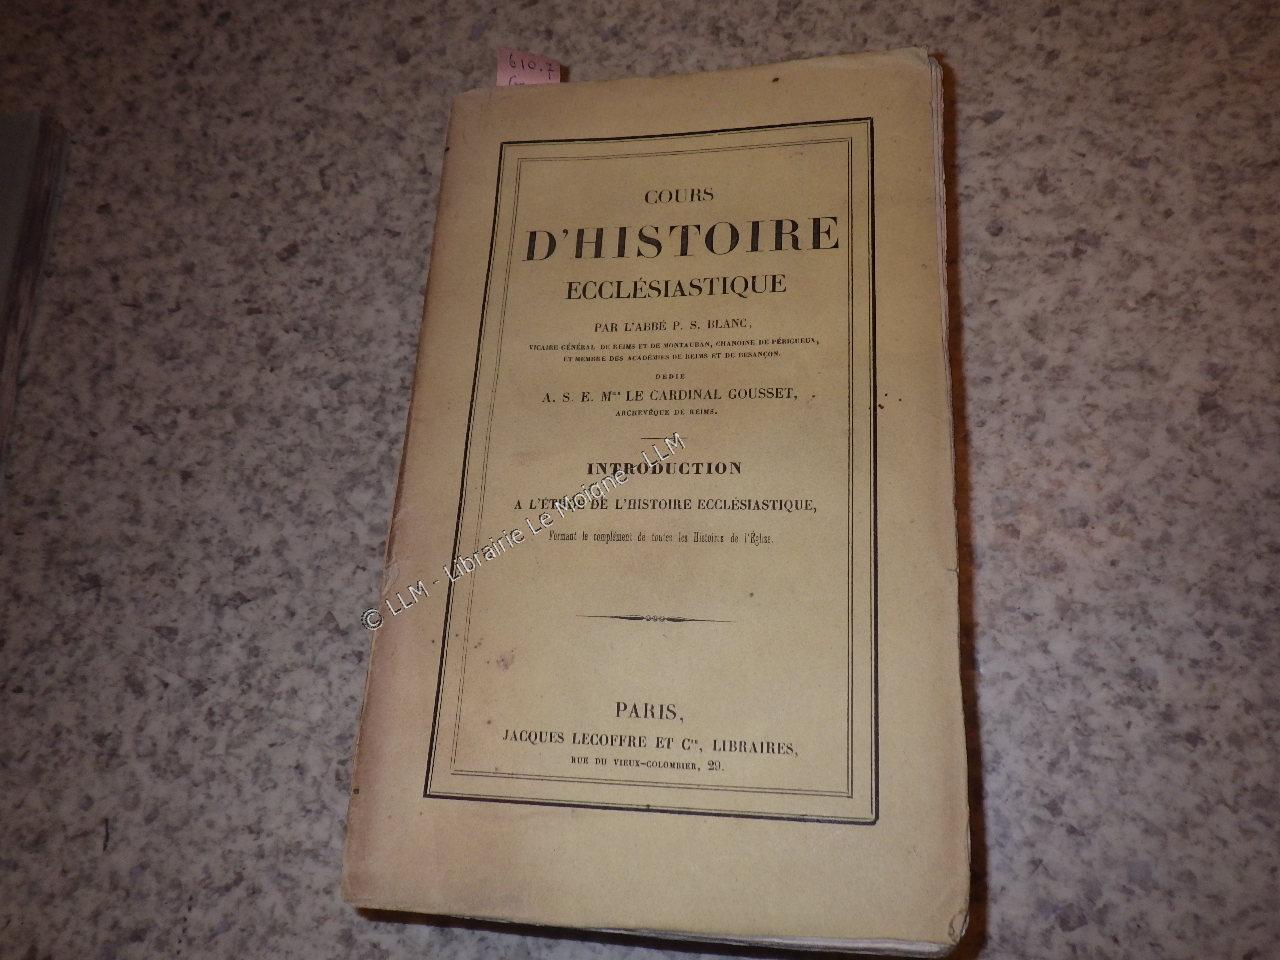 610.7
COURS
D'HISTOIRE
ECCLÉSIASTIQUE
PAR L'ABBÉ P. S. BLANC,
VICAIRE GÉNÉRAL DE REIMS ET DE MONTAUBAN, CHANOINE DE PÉRIGUEUX,
ET MEMBRE DES ACADÉMIES DE REIMS ET DE BESANÇON.
DÉDIÉ
A. S. E. Mgr LE CARDINAL GOUSSET,
ARCHEVÊQUE DE REIMS.
INTRODUCTION
A L'ÉTUDE DE L'HISTOIRE ECCLÉSIASTIQUE,
Formant le complément de toutes les Histoires de l'Église.
© LLM - Librairie Le Moigne - LLM
PARIS,
JACQUES LECOFFRE ET Cie, LIBRAIRES,
RUE DU VIEUX-COLOMBIER, 29.